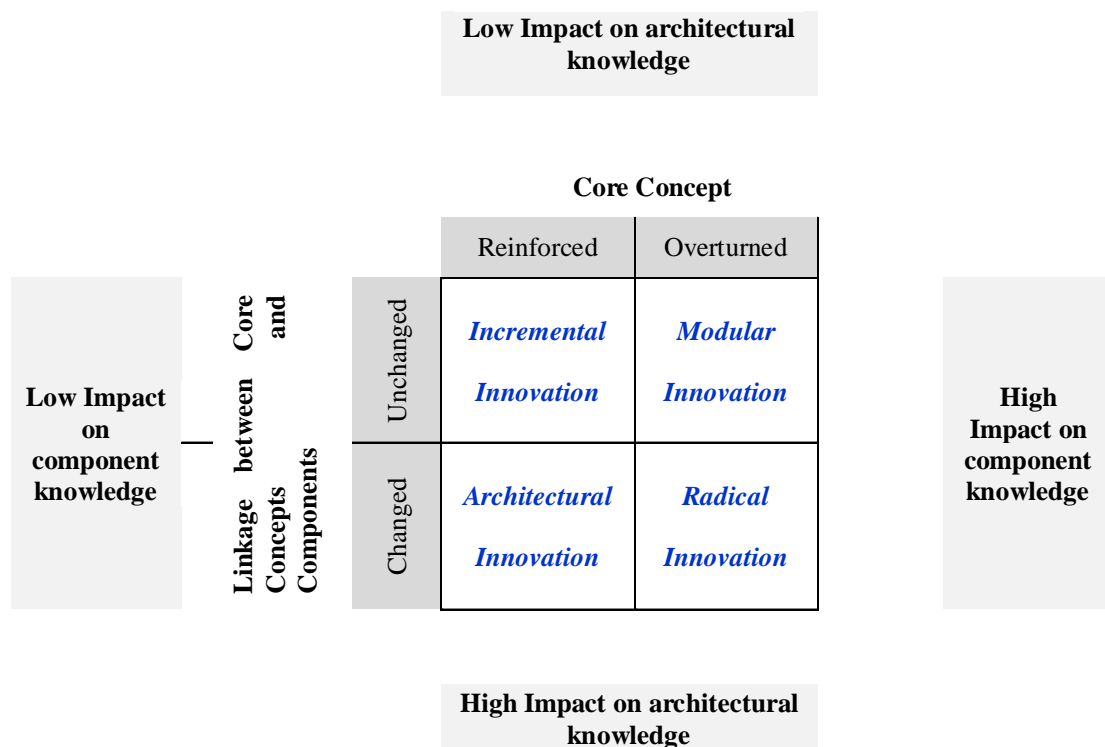 Low Impact on architectural
knowledge
Core Concept
Reinforced
Overturned
Low Impact
on
component
knowledge
Linkage between Core
Concepts and
Components
Unchanged
Incremental
Innovation
Modular
Innovation
High
Impact on
component
knowledge
Changed
Architectural
Innovation
Radical
Innovation
High Impact on architectural
knowledge